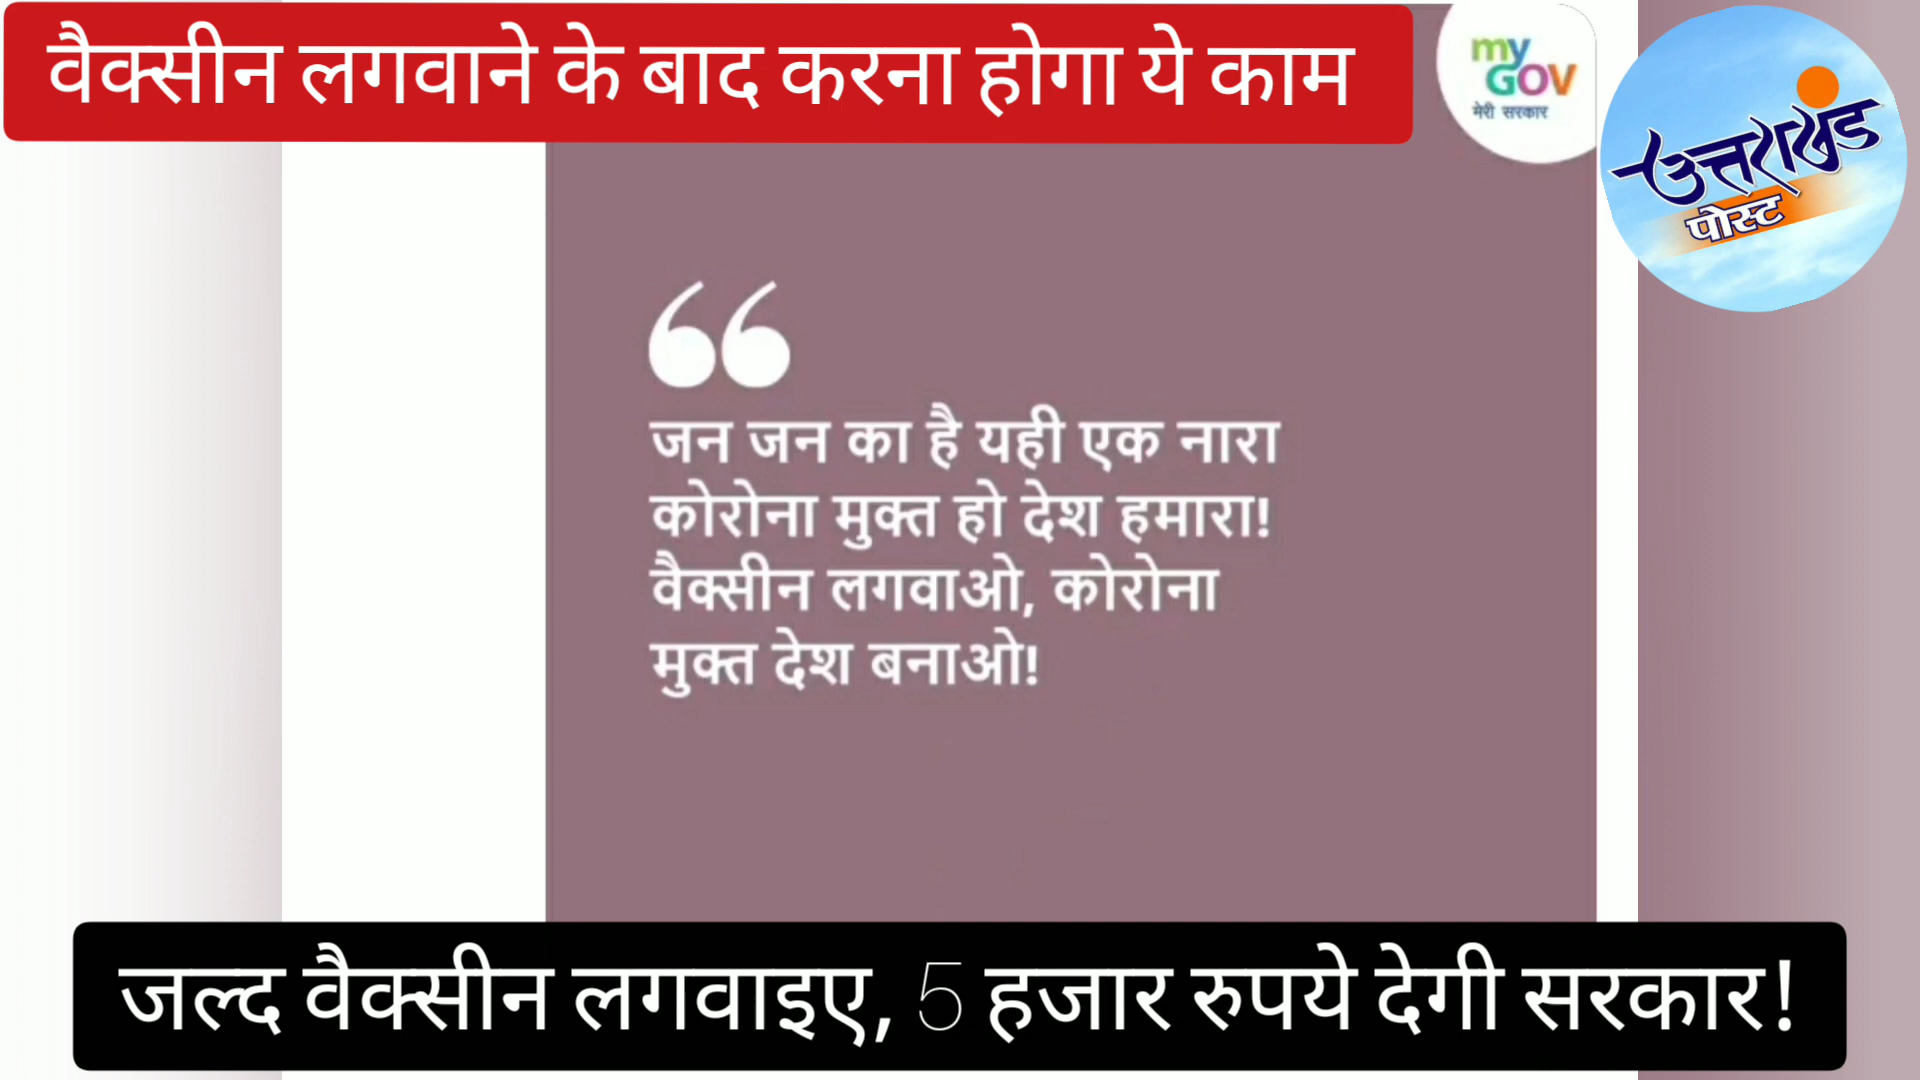 वैक्सीन लगवाने के बाद करना होगा ये काम
my
GOV
मेरी सरकार
उत्तराखंड
पोस्ट
जन जन का है यही एक नारा
कोरोना मुक्त हो देश हमारा!
वैक्सीन लगवाओ, कोरोना
मुक्त देश बनाओ!
जल्द वैक्सीन लगवाइए, 5 हजार रुपये देगी सरकार!